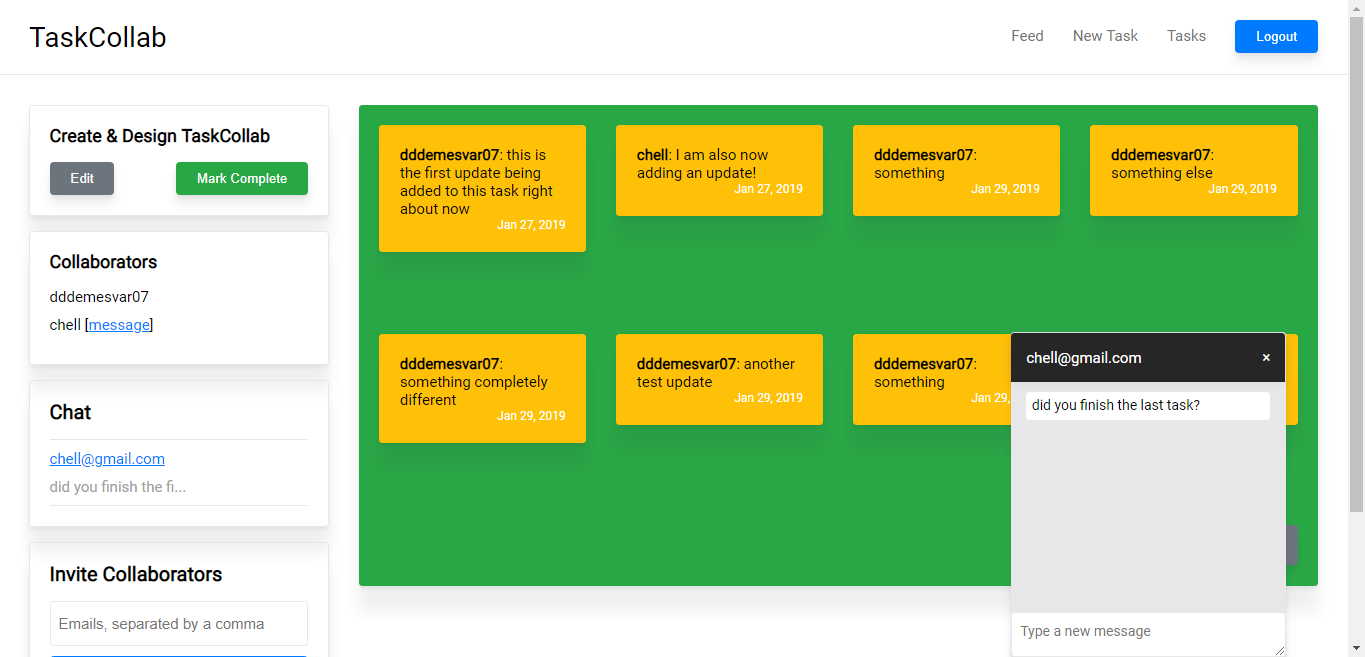 TaskCollab
Feed New Task Tasks Logout
Create & Design TaskCollab
Edit Mark Complete
Collaborators
dddemesvar07
chell [message]
Chat
chell@gmail.com
did you finish the fi...
Invite Collaborators
Emails, separated by a comma
dddemesvar07: this is
the first update being
added to this task right
about now
Jan 27, 2019
chell: I am also now
adding an update!
Jan 27, 2019
dddemesvar07:
something
Jan 29, 2019
dddemesvar07:
something else
Jan 29, 2019
dddemesvar07:
something completely
different
Jan 29, 2019
dddemesvar07: another
test update
Jan 29, 2019
dddemesvar07:
something
Jan 29,
chell@gmail.com ×
did you finish the last task?
Type a new message